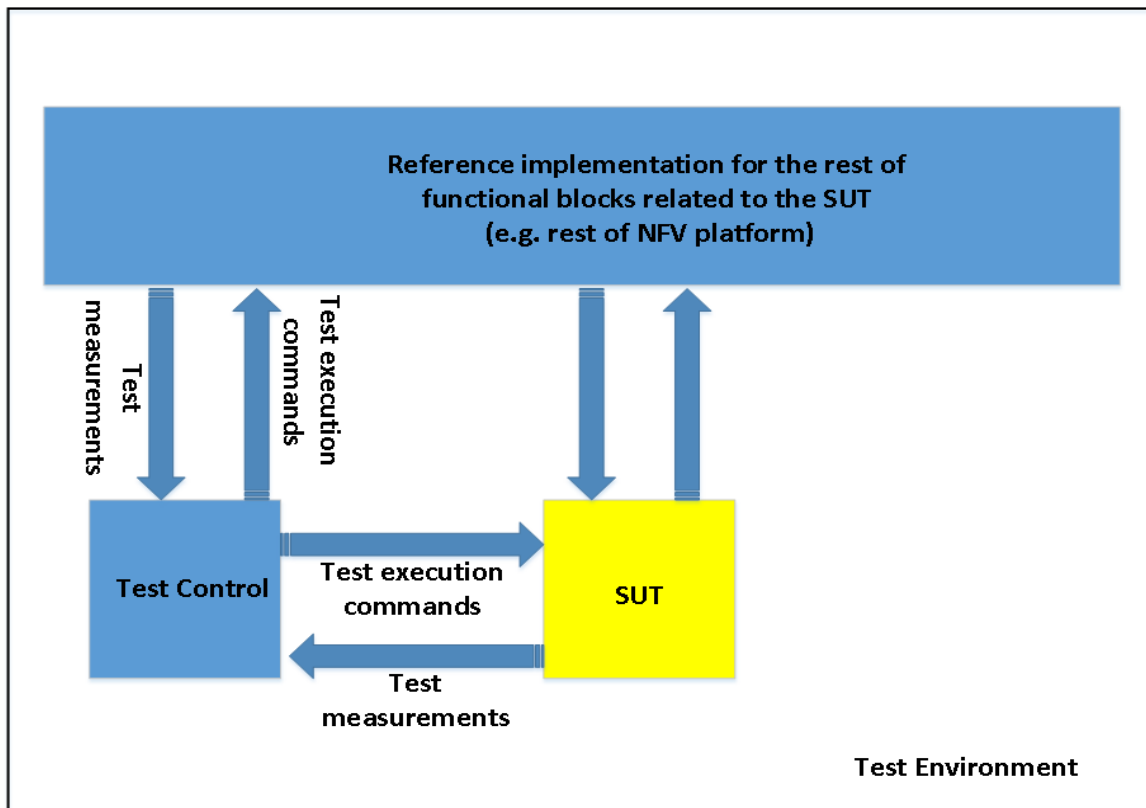 Reference implementation for the rest of
functional blocks related to the SUT
(e.g. rest of NFV platform)
Test
measurements
Test execution
commands
Test Control
Test execution
commands
SUT
Test
measurements
Test Environment